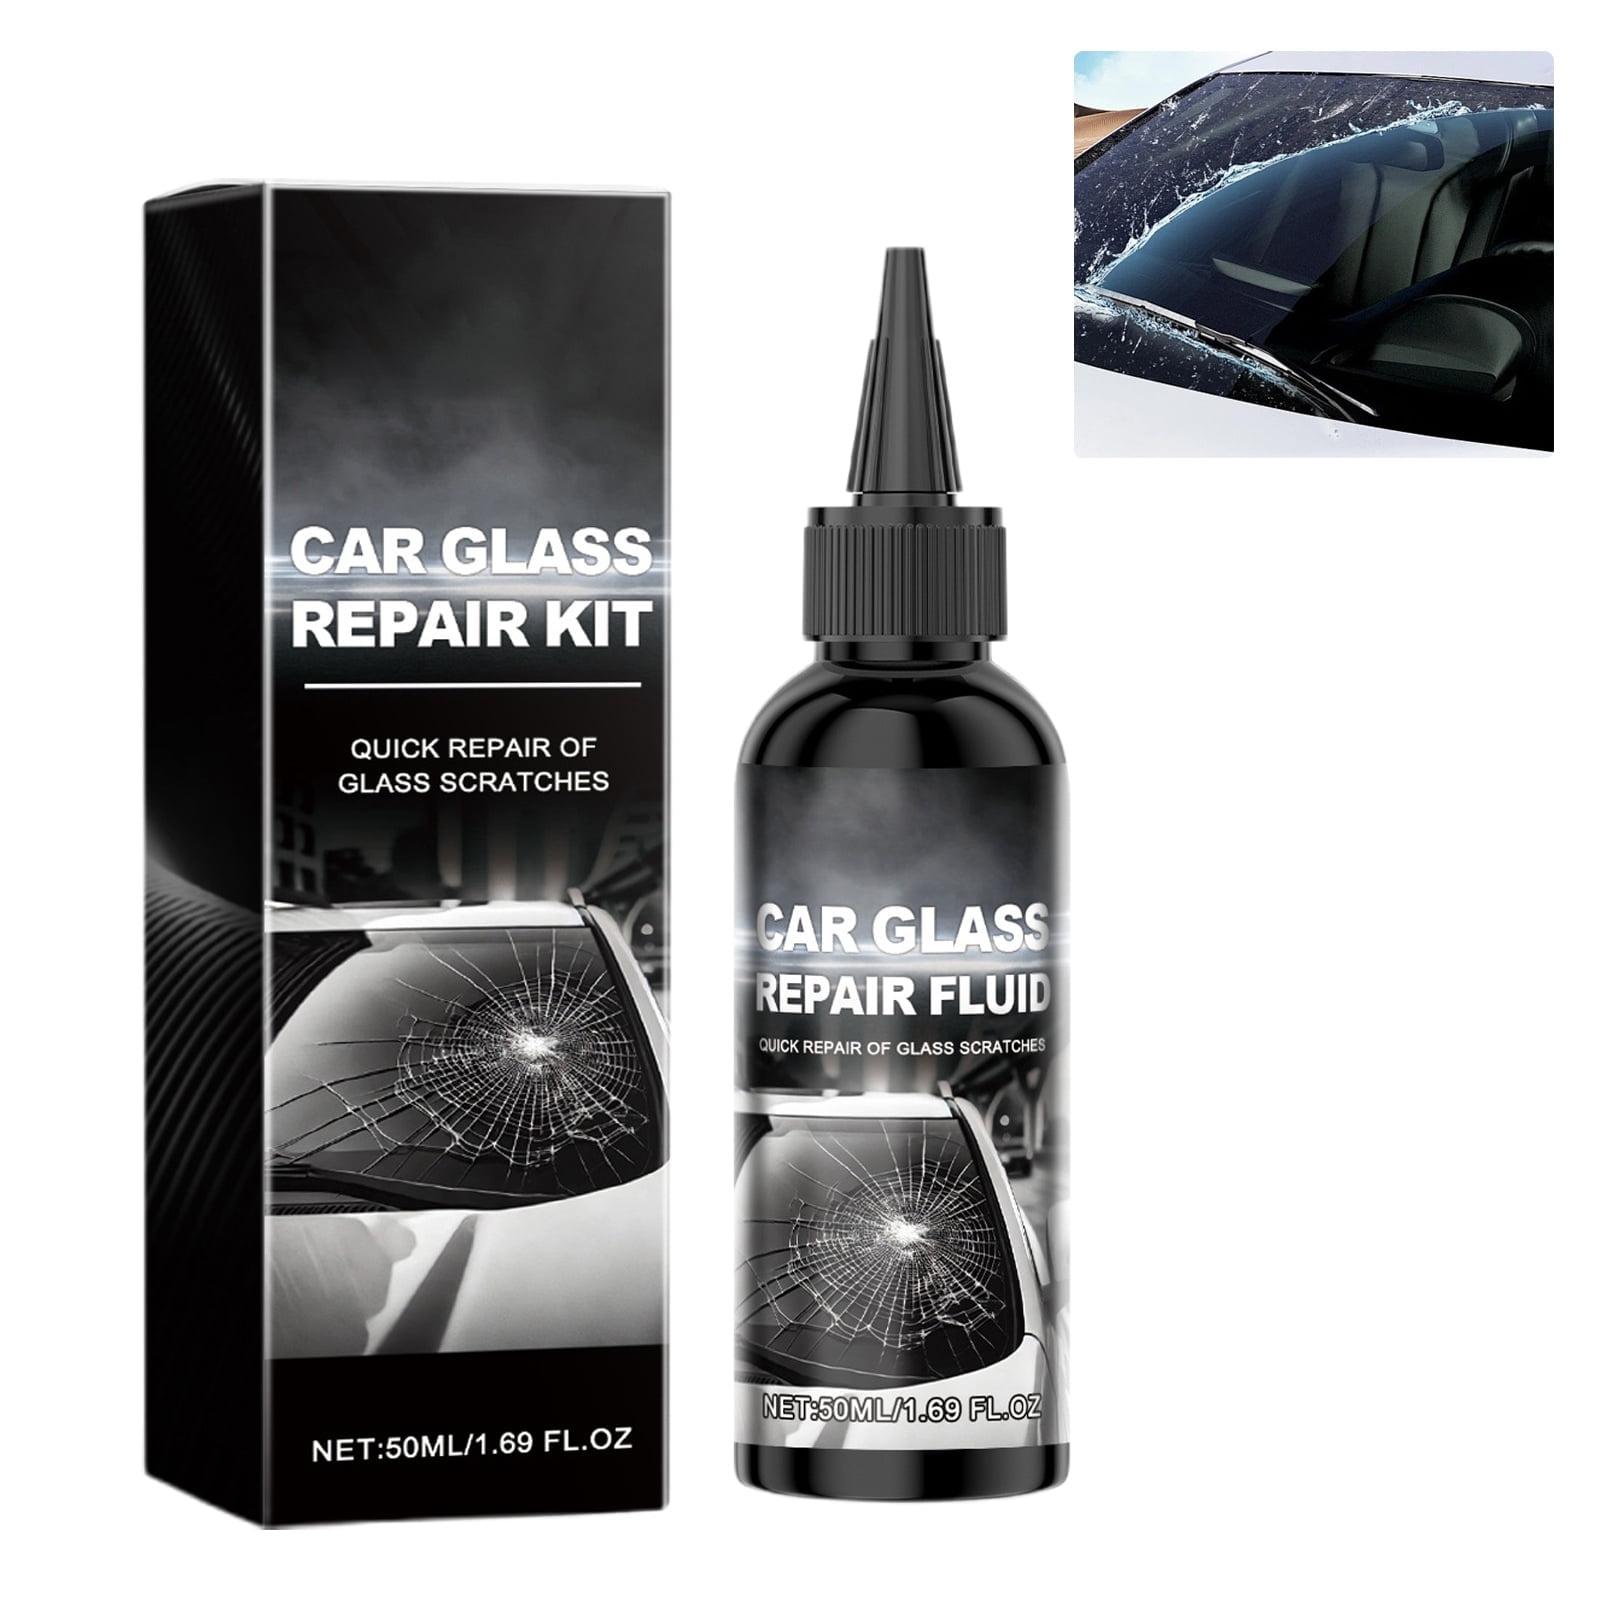 CAR GLASS
REPAIR KIT
QUICK REPAIR OF
GLASS SCRATCHES
NET:50ML/1.69 FL.OZ
CAR GLASS
REPAIR FLUID
QUICK REPAIR OF GLASS SCRATCHES
NET:50ML/1.69 FL.OZ